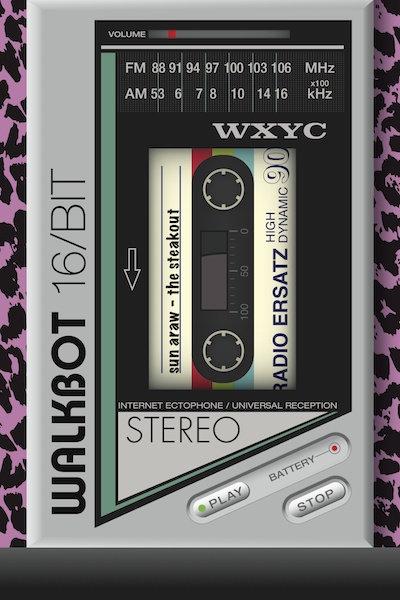 VOLUME
FM 88 91 94 97 100 103 106 MHz
x100
AM 53 6 7 8 10 14 16 kHz
WXYC
WALKBOT 16/BIT
sun araw - the steakout
0
50
100
RADIO ERSATZ HIGH DYNAMIC 90
INTERNET ECTOPHONE / UNIVERSAL RECEPTION
STEREO
BATTERY
PLAY
STOP